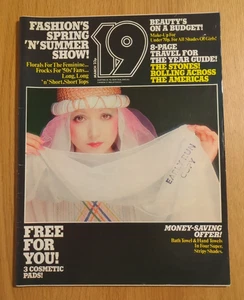 FASHION'S
SPRING
'N'SUMMER
SHOW!
Florals For The Feminine...
Frocks For '50s' Fans...
Long, Long
'n' Short, Short Tops
19
BEAUTY'S
ON A BUDGET!
Make-Up For
Under 70p. For All Shades Of Girls!
8-PAGE
TRAVEL FOR
THE YEAR GUIDE!
THE STONES!
ROLLING ACROSS
THE AMERICAS
FREE
FOR
YOU!
3 COSMETIC
PADS!
MONEY-SAVING
OFFER!
Bath Towel & Hand Towels
In Four Super,
Stripy Shades.